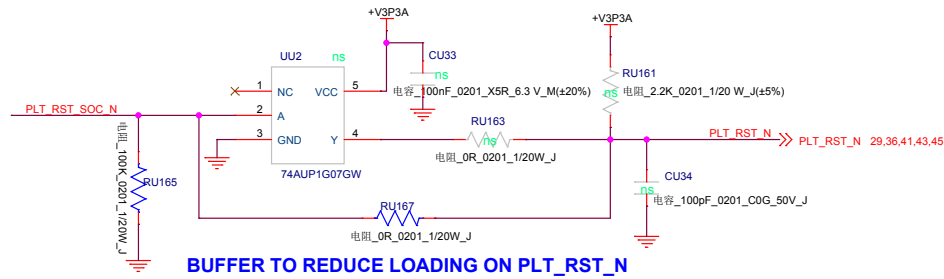 +V3P3A
+V3P3A
UU2
ns
CU33
ns
电容_100nF_0201_X5R_6.3 V_M(±20%)
1
NC
VCC
5
2
A
3
GND
Y
4
74AUP1G07GW
RU161
ns
电阻_2.2K_0201_1/20 W_J(±5%)
PLT_RST_SOC_N
RU163
ns
电阻_0R_0201_1/20W_J
PLT_RST_N
PLT_RST_N 29,36,41,43,45
电阻_100K_0201_1/20W_J
RU165
CU34
ns
电容_100pF_0201_C0G_50V_J
RU167
电阻_0R_0201_1/20W_J
BUFFER TO REDUCE LOADING ON PLT_RST_N